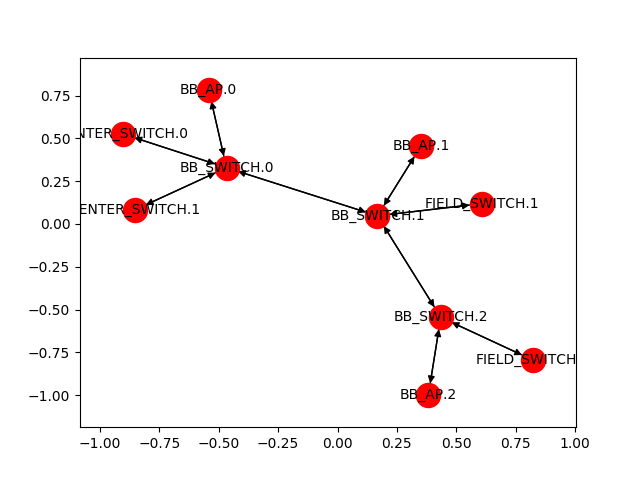 BB_AP.0
NTER_SWITCH.0
BB_SWITCH.0
ENTER_SWITCH.1
BB_AP.1
FIELD_SWITCH.1
BB_SWITCH.1
BB_SWITCH.2
FIELD_SWITCH
BB_AP.2
0.75
0.50
0.25
0.00
−0.25
−0.50
−0.75
−1.00
−1.00 −0.75 −0.50 −0.25 0.00 0.25 0.50 0.75 1.00